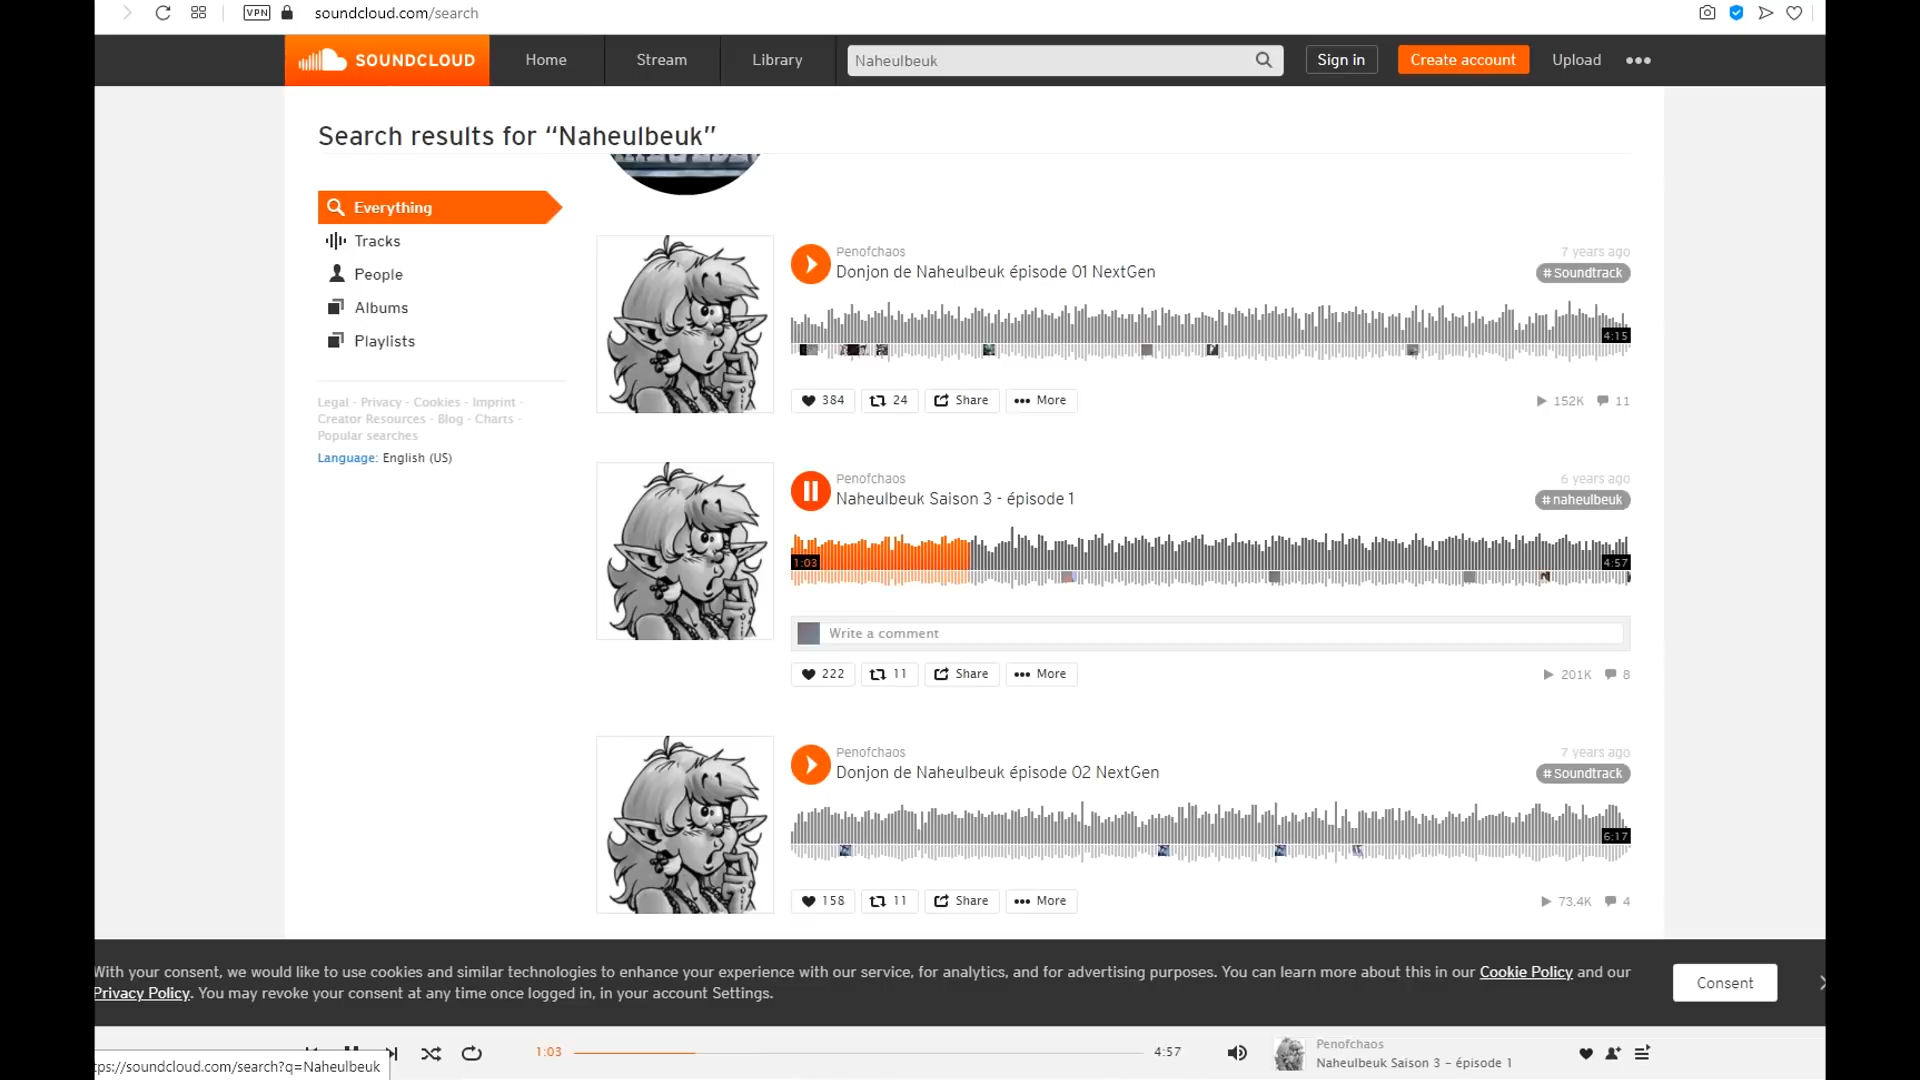 VPN
soundcloud.com/search
SOUNDCLOUD
Home
Stream
Library
Naheulbeuk
Sign in
Create account
Upload
Search results for “Naheulbeuk”
Everything
Tracks
People
Albums
Playlists
Legal - Privacy - Cookies - Imprint -
Creator Resources - Blog - Charts -
Popular searches
Language: English (US)
Penofchaos
7 years ago
Donjon de Naheulbeuk épisode 01 NextGen
# Soundtrack
4:15
384
24
Share
More
152K
11
Penofchaos
6 years ago
Naheulbeuk Saison 3 - épisode 1
# naheulbeuk
1:03
4:57
Write a comment
222
11
Share
More
201K
8
Penofchaos
7 years ago
Donjon de Naheulbeuk épisode 02 NextGen
# Soundtrack
6:17
158
11
Share
More
73.4K
4
With your consent, we would like to use cookies and similar technologies to enhance your experience with our service, for analytics, and for advertising purposes. You can learn more about this in our Cookie Policy and our
Privacy Policy. You may revoke your consent at any time once logged in, in your account Settings.
Consent
1:03
4:57
Penofchaos
Naheulbeuk Saison 3 - épisode 1
tps://soundcloud.com/search?q=Naheulbeuk